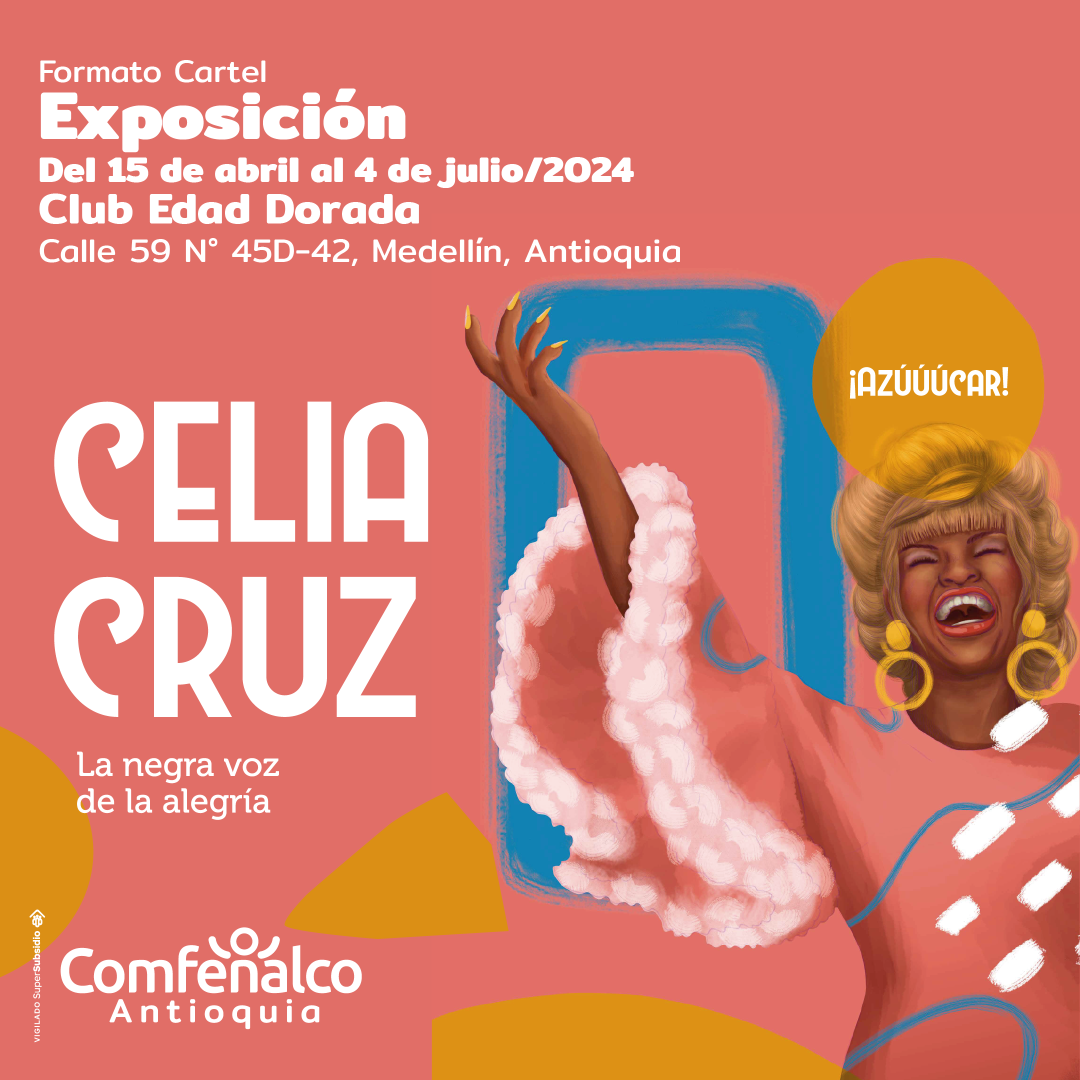 Formato Cartel
Exposición
Del 15 de abril al 4 de julio/2024
Club Edad Dorada
Calle 59 N° 45D-42, Medellín, Antioquia
¡AZÚÚÚCAR!
CELIA
CRUZ
La negra voz
de la alegría
VIGILADO SuperSubsidio
Comfenalco
Antioquia